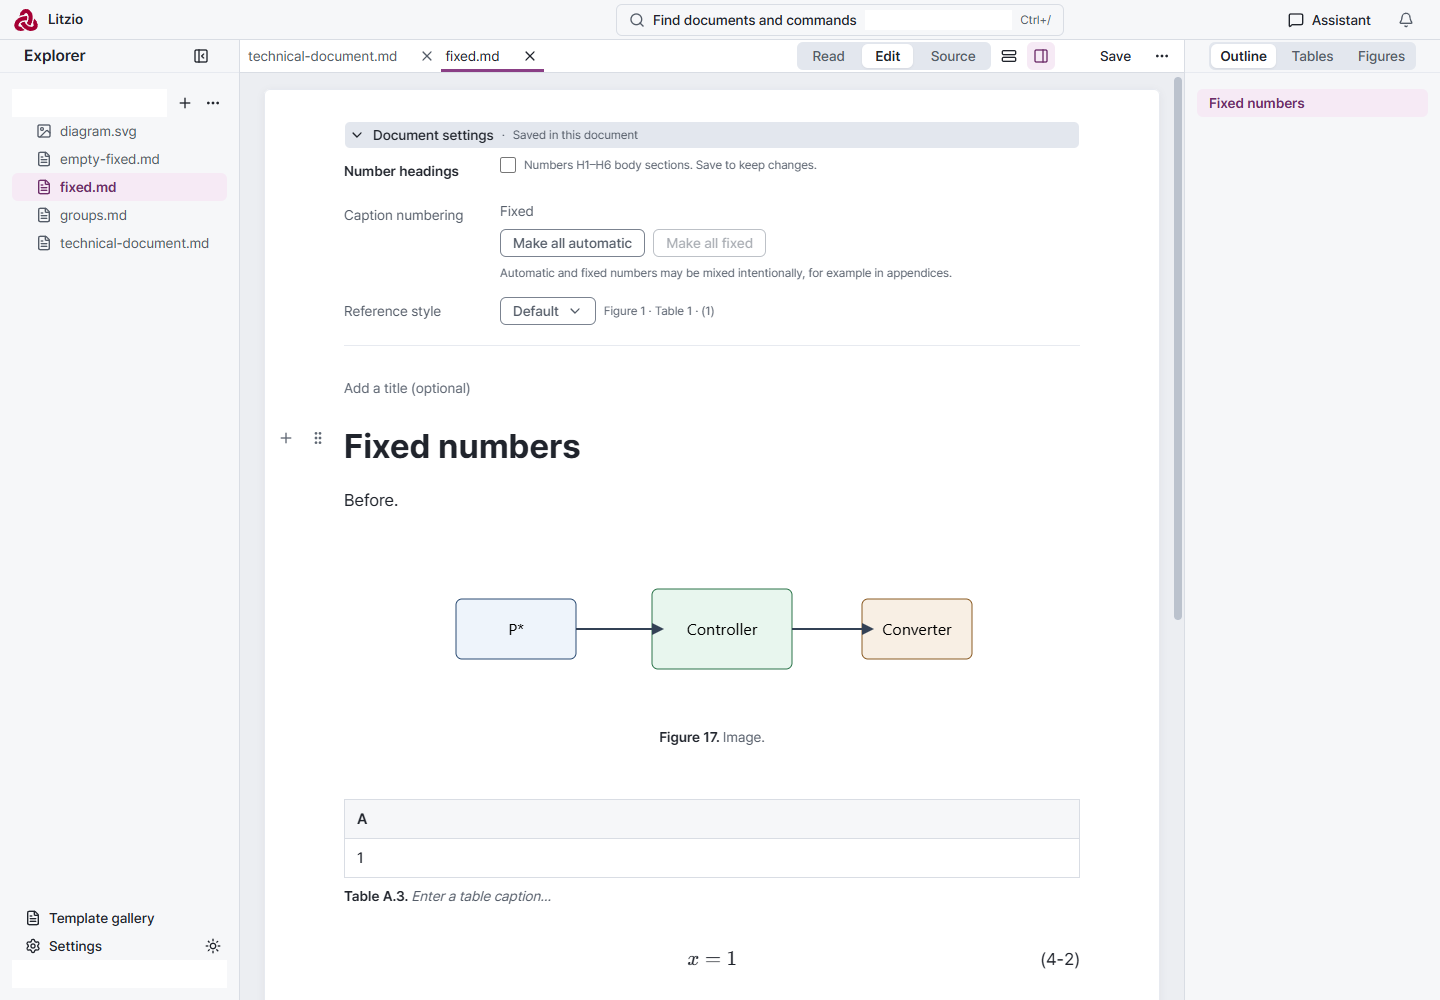 Litzio
Find documents and commands
Ctrl+/
Assistant
Explorer
technical-document.md
fixed.md
Read
Edit
Source
Save
Outline
Tables
Figures
diagram.svg
empty-fixed.md
fixed.md
groups.md
technical-document.md
Template gallery
Settings
Document settings · Saved in this document
Number headings
Numbers H1–H6 body sections. Save to keep changes.
Caption numbering
Fixed
Make all automatic
Make all fixed
Automatic and fixed numbers may be mixed intentionally, for example in appendices.
Reference style
Default
Figure 1 · Table 1 · (1)
Add a title (optional)
Fixed numbers
Before.
P*
Controller
Converter
Figure 17. Image.
A
1
Table A.3. Enter a table caption...
x = 1
(4-2)
Fixed numbers